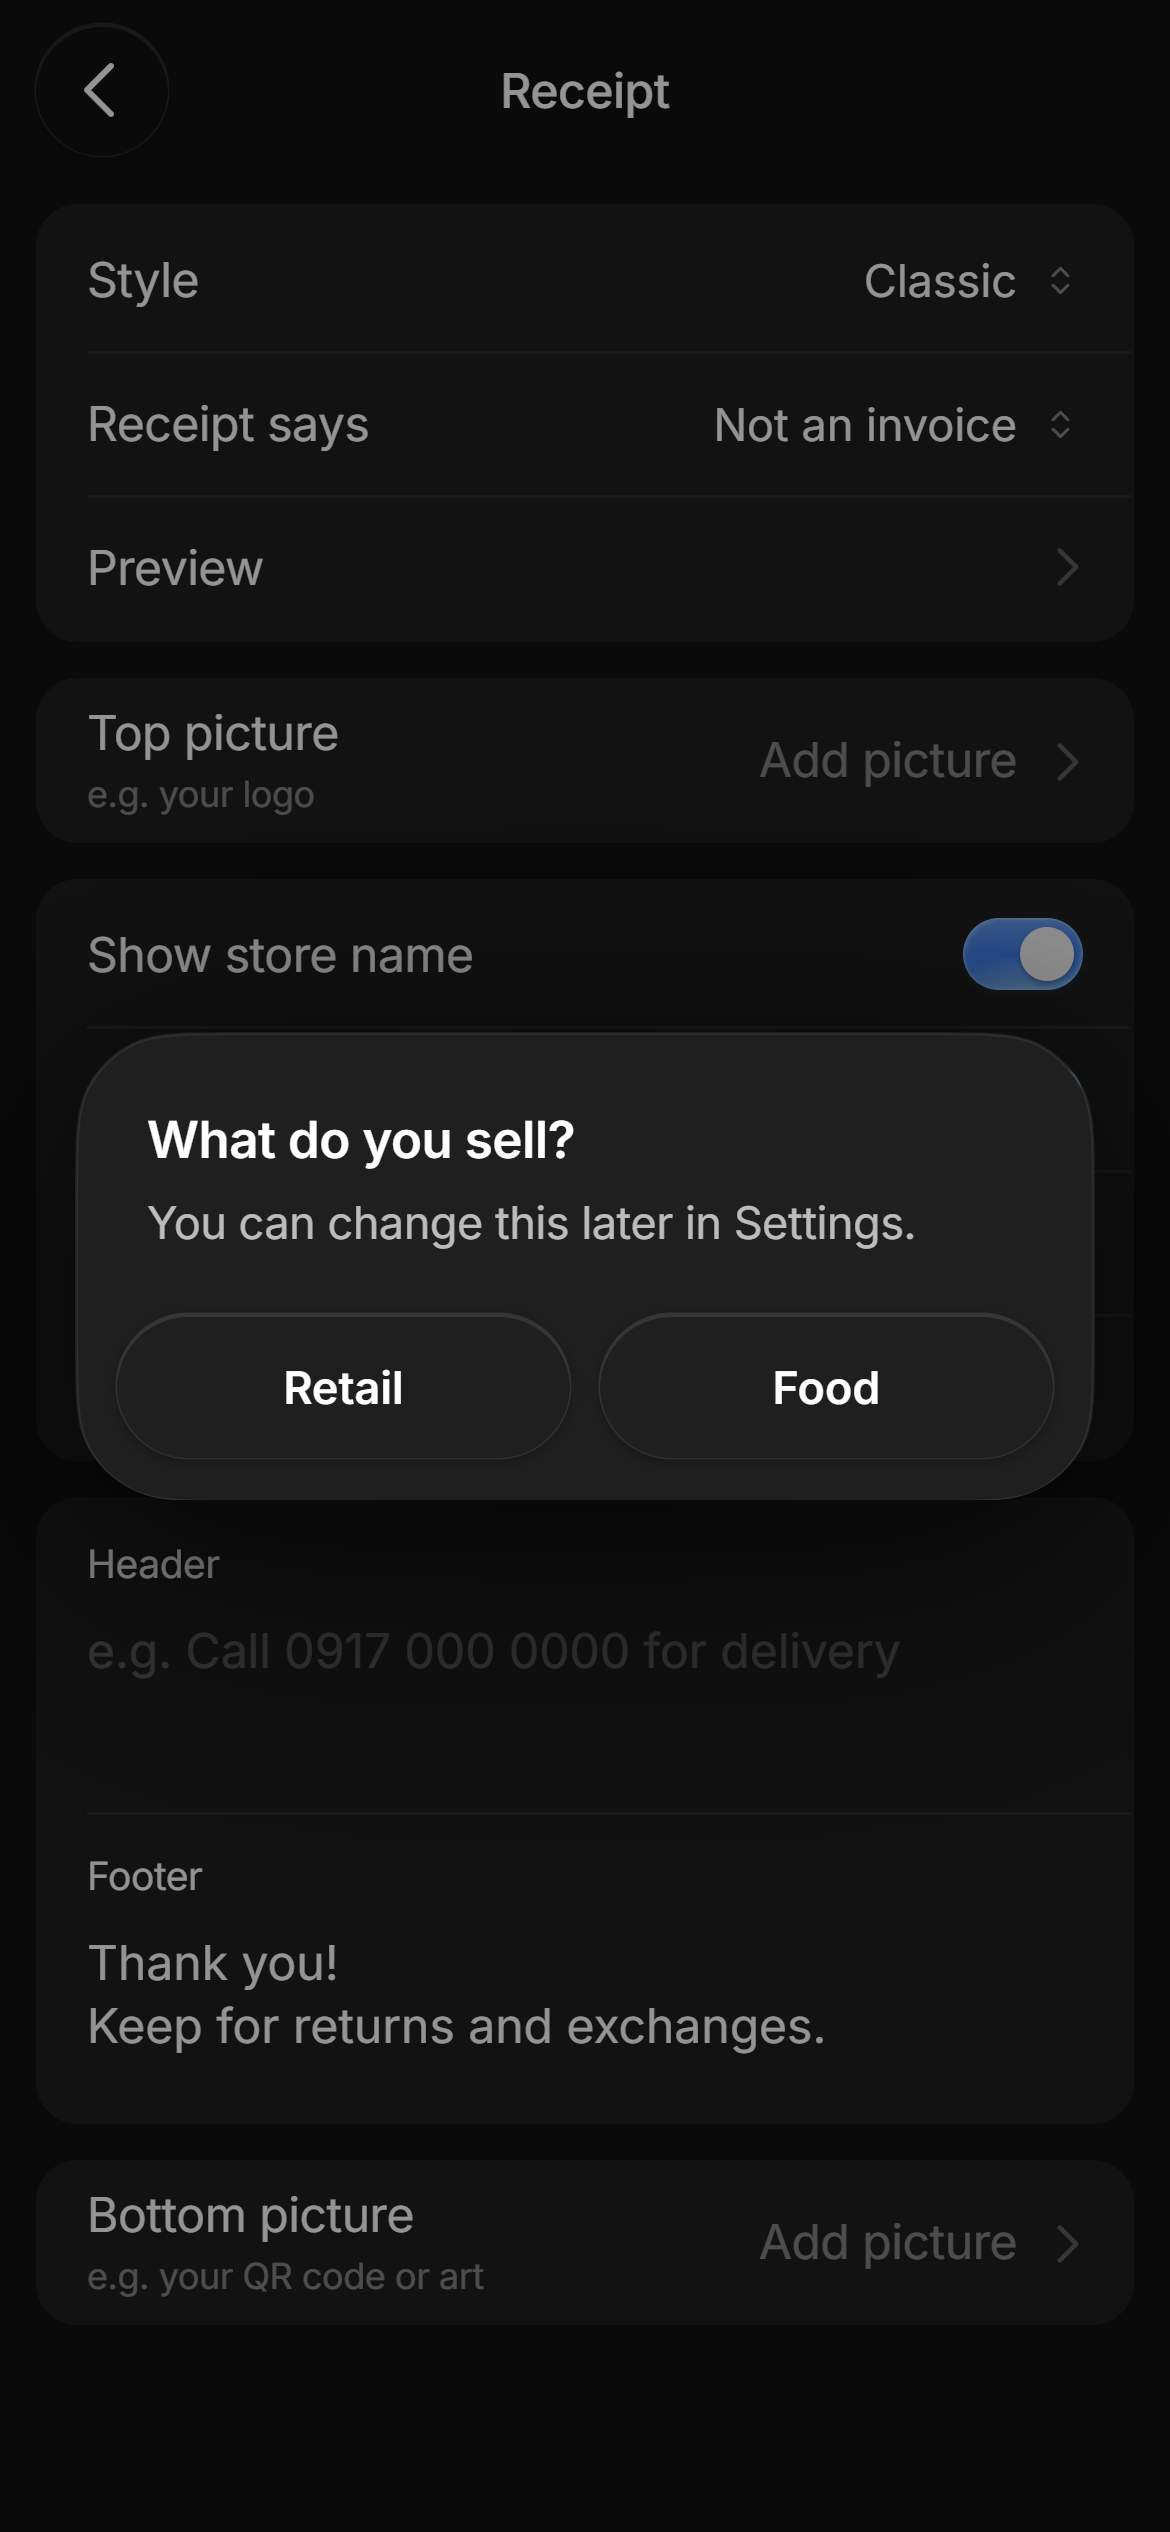 Receipt
Style
Classic
Receipt says
Not an invoice
Preview
Top picture
e.g. your logo
Add picture
Show store name
What do you sell?
You can change this later in Settings.
Retail
Food
Header
e.g. Call 0917 000 0000 for delivery
Footer
Thank you!
Keep for returns and exchanges.
Bottom picture
e.g. your QR code or art
Add picture